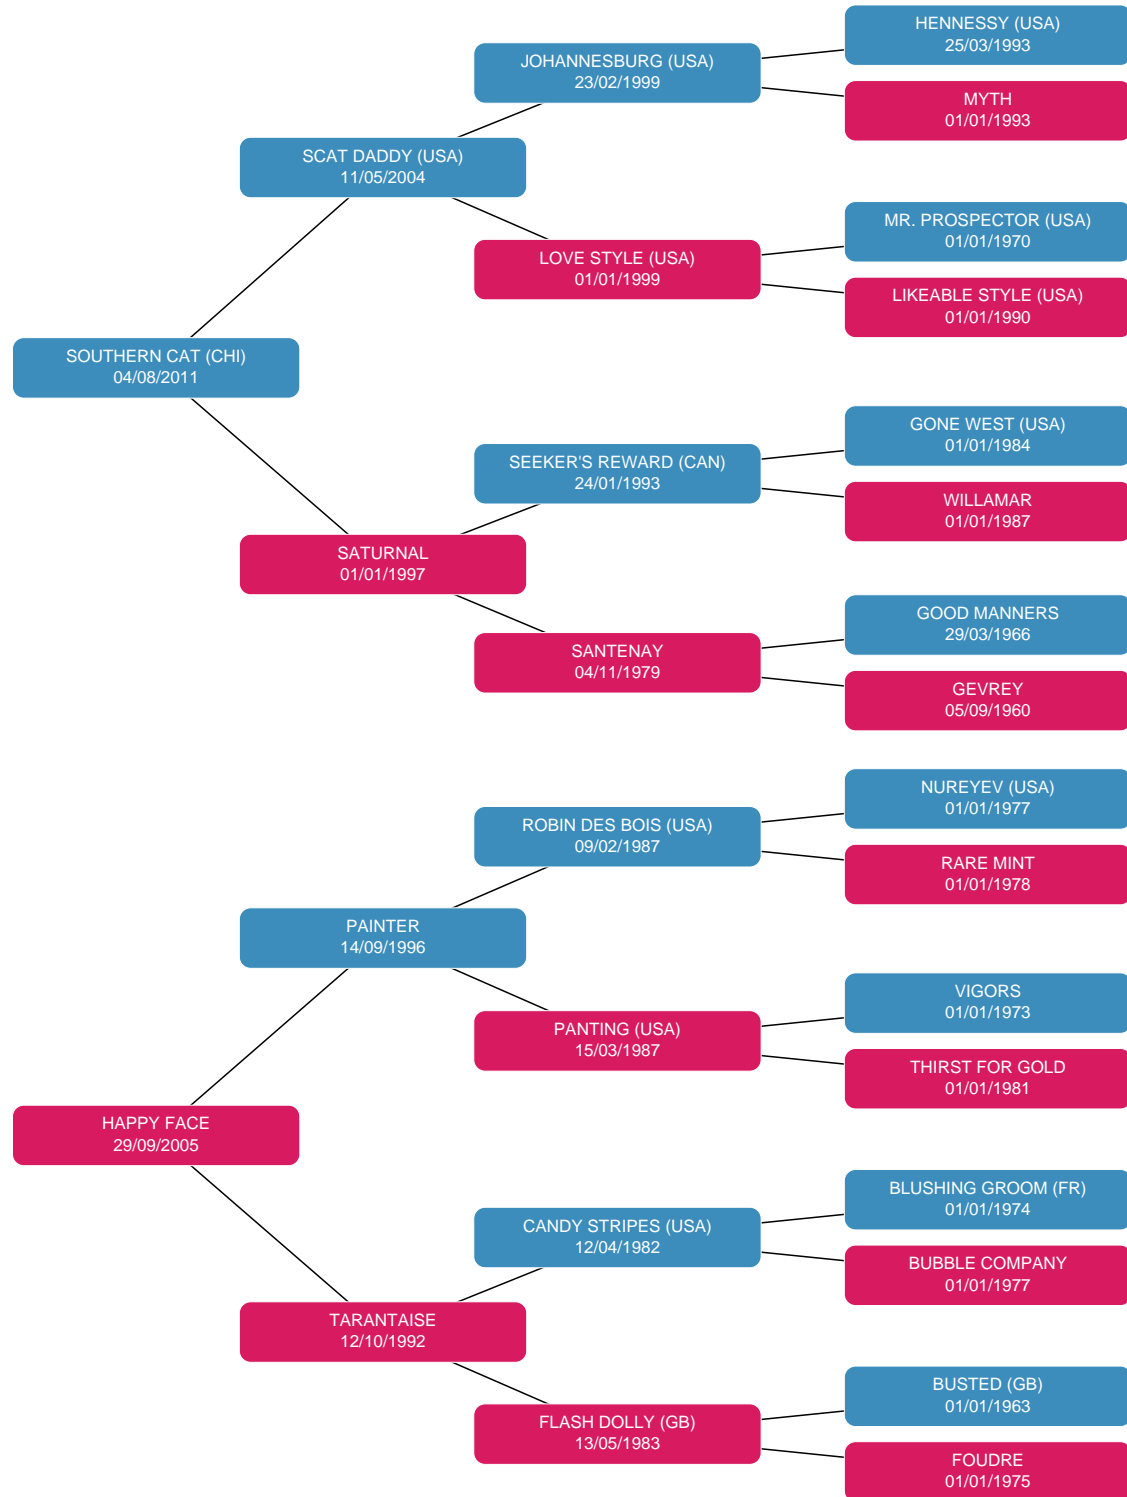 HENNESSY (USA)
25/03/1993
JOHANNESBURG (USA)
23/02/1999
MYTH
01/01/1993
SCAT DADDY (USA)
11/05/2004
MR. PROSPECTOR (USA)
01/01/1970
LOVE STYLE (USA)
01/01/1999
LIKEABLE STYLE (USA)
01/01/1990
SOUTHERN CAT (CHI)
04/08/2011
GONE WEST (USA)
01/01/1984
SEEKER'S REWARD (CAN)
24/01/1993
WILLAMAR
01/01/1987
SATURNAL
01/01/1997
GOOD MANNERS
29/03/1966
SANTENAY
04/11/1979
GEVREY
05/09/1960
NUREYEV (USA)
01/01/1977
ROBIN DES BOIS (USA)
09/02/1987
RARE MINT
01/01/1978
PAINTER
14/09/1996
VIGORS
01/01/1973
PANTING (USA)
15/03/1987
THIRST FOR GOLD
01/01/1981
HAPPY FACE
29/09/2005
BLUSHING GROOM (FR)
01/01/1974
CANDY STRIPES (USA)
12/04/1982
BUBBLE COMPANY
01/01/1977
TARANTAISE
12/10/1992
BUSTED (GB)
01/01/1963
FLASH DOLLY (GB)
13/05/1983
FOUDRE
01/01/1975